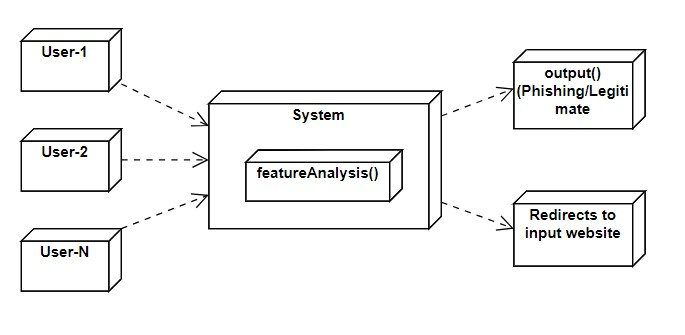 User-1
User-2
User-N
System
featureAnalysis()
output()
(Phishing/Legiti
mate
Redirects to
input website